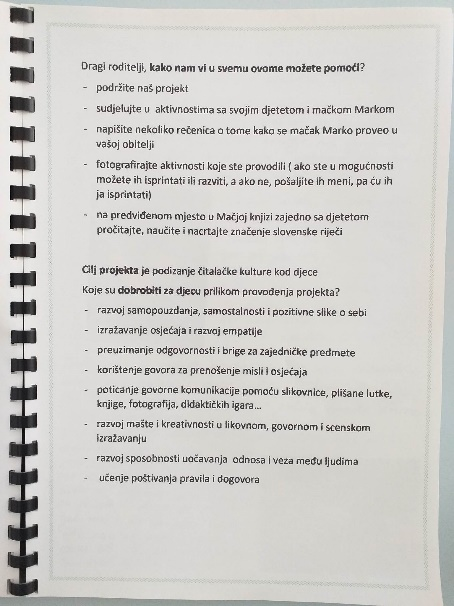 Dragi roditelji, kako nam vi u svemu ovome možete pomoći?
- podržite naš projekt
- sudjelujte u aktivnostima sa svojim djetetom i mačkom Markom
- napišite nekoliko rečenica o tome kako se mačak Marko proveo u
vašoj obitelji
- fotografirajte aktivnosti koje ste provodili ( ako ste u mogućnosti
možete ih isprintati ili razviti, a ako ne, pošaljite ih meni, pa ću ih
ja isprintati)
- na predviđenom mjesto u Mačjoj knjizi zajedno sa djetetom
pročitajte, naučite i nacrtajte značenje slovenske riječi
Cilj projekta je podizanje čitalačke kulture kod djece
Koje su dobrobiti za djecu prilikom provođenja projekta?
- razvoj samopouzdanja, samostalnosti i pozitivne slike o sebi
- izražavanje osjećaja i razvoj empatije
- preuzimanje odgovornosti i brige za zajedničke predmete
- korištenje govora za prenošenje misli i osjećaja
- poticanje govorne komunikacije pomoću slikovnice, plišane lutke,
knjige, fotografija, didaktičkih igara...
- razvoj mašte i kreativnosti u likovnom, govornom i scenskom
izražavanju
- razvoj sposobnosti uočavanja odnosa i veza među ljudima
- učenje poštivanja pravila i dogovora